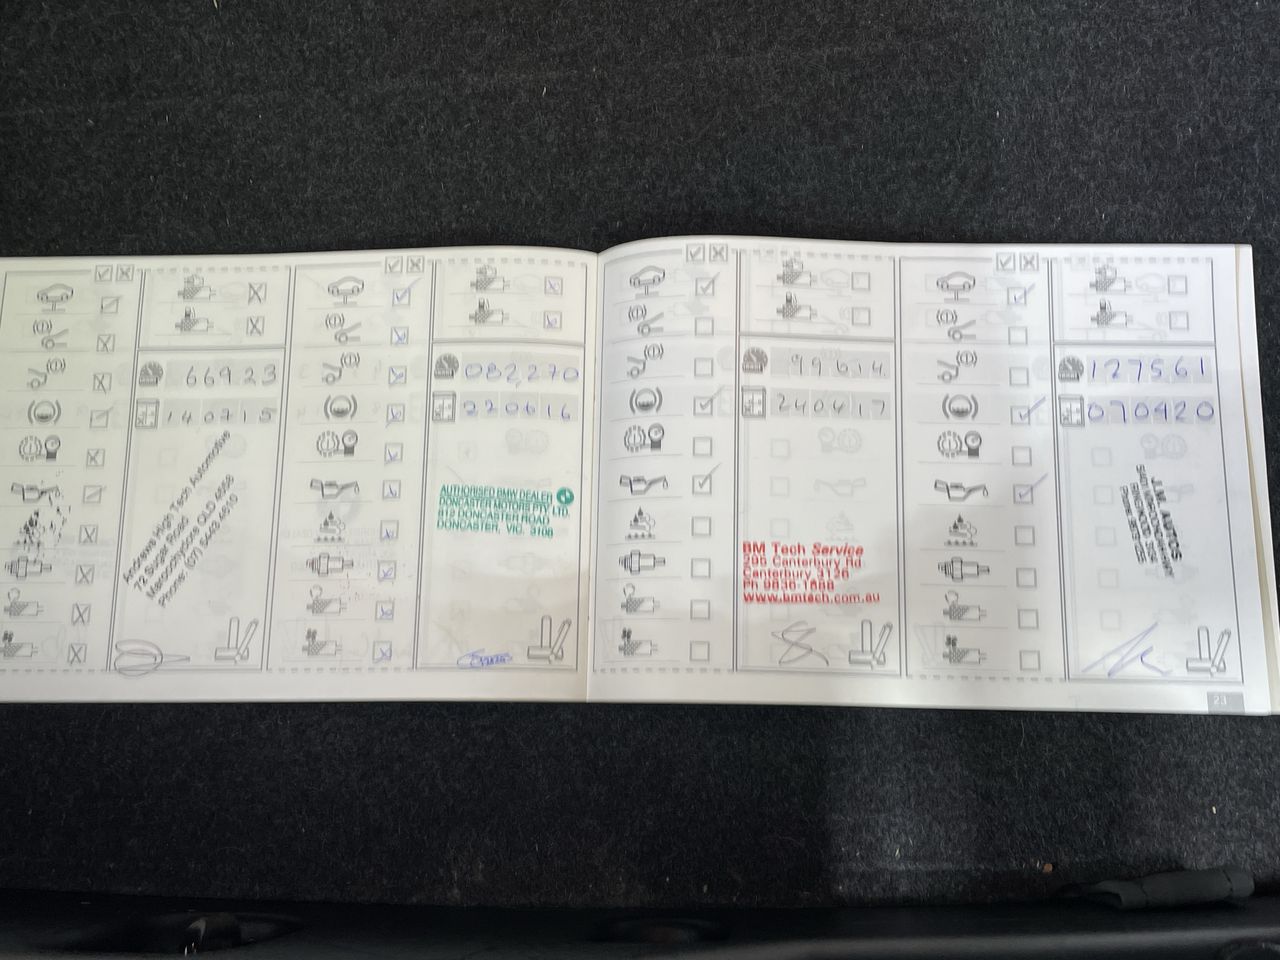 66923
140715
Andrews High Tech Automotive
12 Sugar Road
Maroochydore QLD 4558
Phone: (07) 5443 4610
082,270
220616
AUTHORISED BMW DEALER
DONCASTER MOTORS PTY. LTD.
812 DONCASTER ROAD
DONCASTER, VIC. 3108
99614
240417
BM Tech Service
295 Canterbury Rd
Canterbury 3126
Ph 9836-1888
www.bmtech.com.au
127561
070420
J.I.M. AUTOS
23